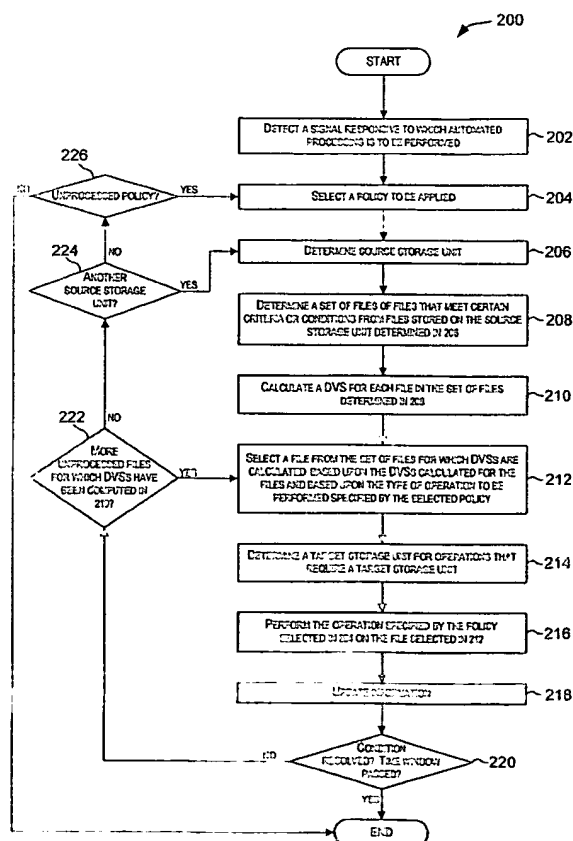 200
START
DETECT A SIGNAL RESPONSIVE TO WHICH AUTOMATED
PROCESSING IS TO BE PERFORMED
202
226
UNPROCESSED POLICY?
NO
YES
SELECT A POLICY TO BE APPLIED
204
224
NO
ANOTHER
SOURCE STORAGE
UNIT?
YES
DETERMINE SOURCE STORAGE UNIT
206
DETERMINE A SET OF FILES OF FILES THAT MEET CERTAIN
CRITERIA OR CONDITIONS FROM FILES STORED ON THE SOURCE
STORAGE UNIT DETERMINED IN 206
208
CALCULATE A DVS FOR EACH FILE IN THE SET OF FILES
DETERMINED IN 208
210
222
NO
MORE
UNPROCESSED FILES
FOR WHICH DVSS HAVE
BEEN COMPUTED IN
210?
YES
SELECT A FILE FROM THE SET OF FILES FOR WHICH DVSS ARE
CALCULATED BASED UPON THE DVSS CALCULATED FOR THE
FILES AND BASED UPON THE TYPE OF OPERATION TO BE
PERFORMED SPECIFIED BY THE SELECTED POLICY
212
DETERMINE A TARGET STORAGE UNIT FOR OPERATIONS THAT
REQUIRE A TARGET STORAGE UNIT
214
PERFORM THE OPERATION SPECIFIED BY THE POLICY
SELECTED IN 204 ON THE FILE SELECTED IN 212
216
UPDATE INFORMATION
218
NO
CONDITION
RESOLVED? TIME WINDOW
PASSED?
220
YES
END